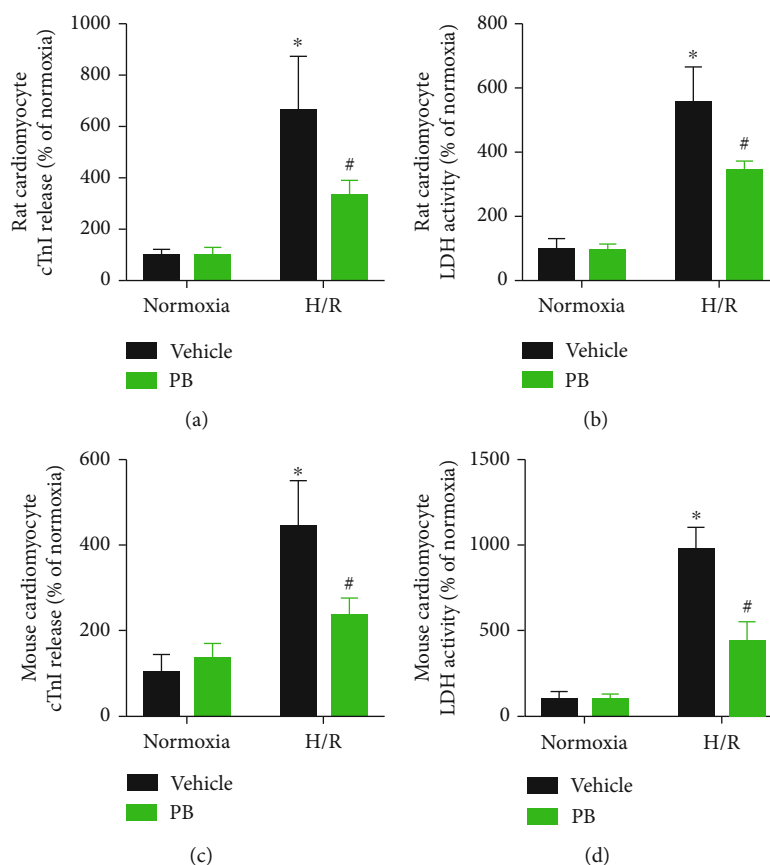 Rat cardiomyocyte
cTnI release (% of normoxia)
1000
800
600
400
200
0
*
#
Normoxia H/R
Vehicle
PB
(a)
Rat cardiomyocyte
LDH activity (% of normoxia)
800
600
400
200
0
*
#
Normoxia H/R
Vehicle
PB
(b)
Mouse cardiomyocyte
cTnI release (% of normoxia)
600
400
200
0
*
#
Normoxia H/R
Vehicle
PB
(c)
Mouse cardiomyocyte
LDH activity (% of normoxia)
1500
1000
500
0
*
#
Normoxia H/R
Vehicle
PB
(d)